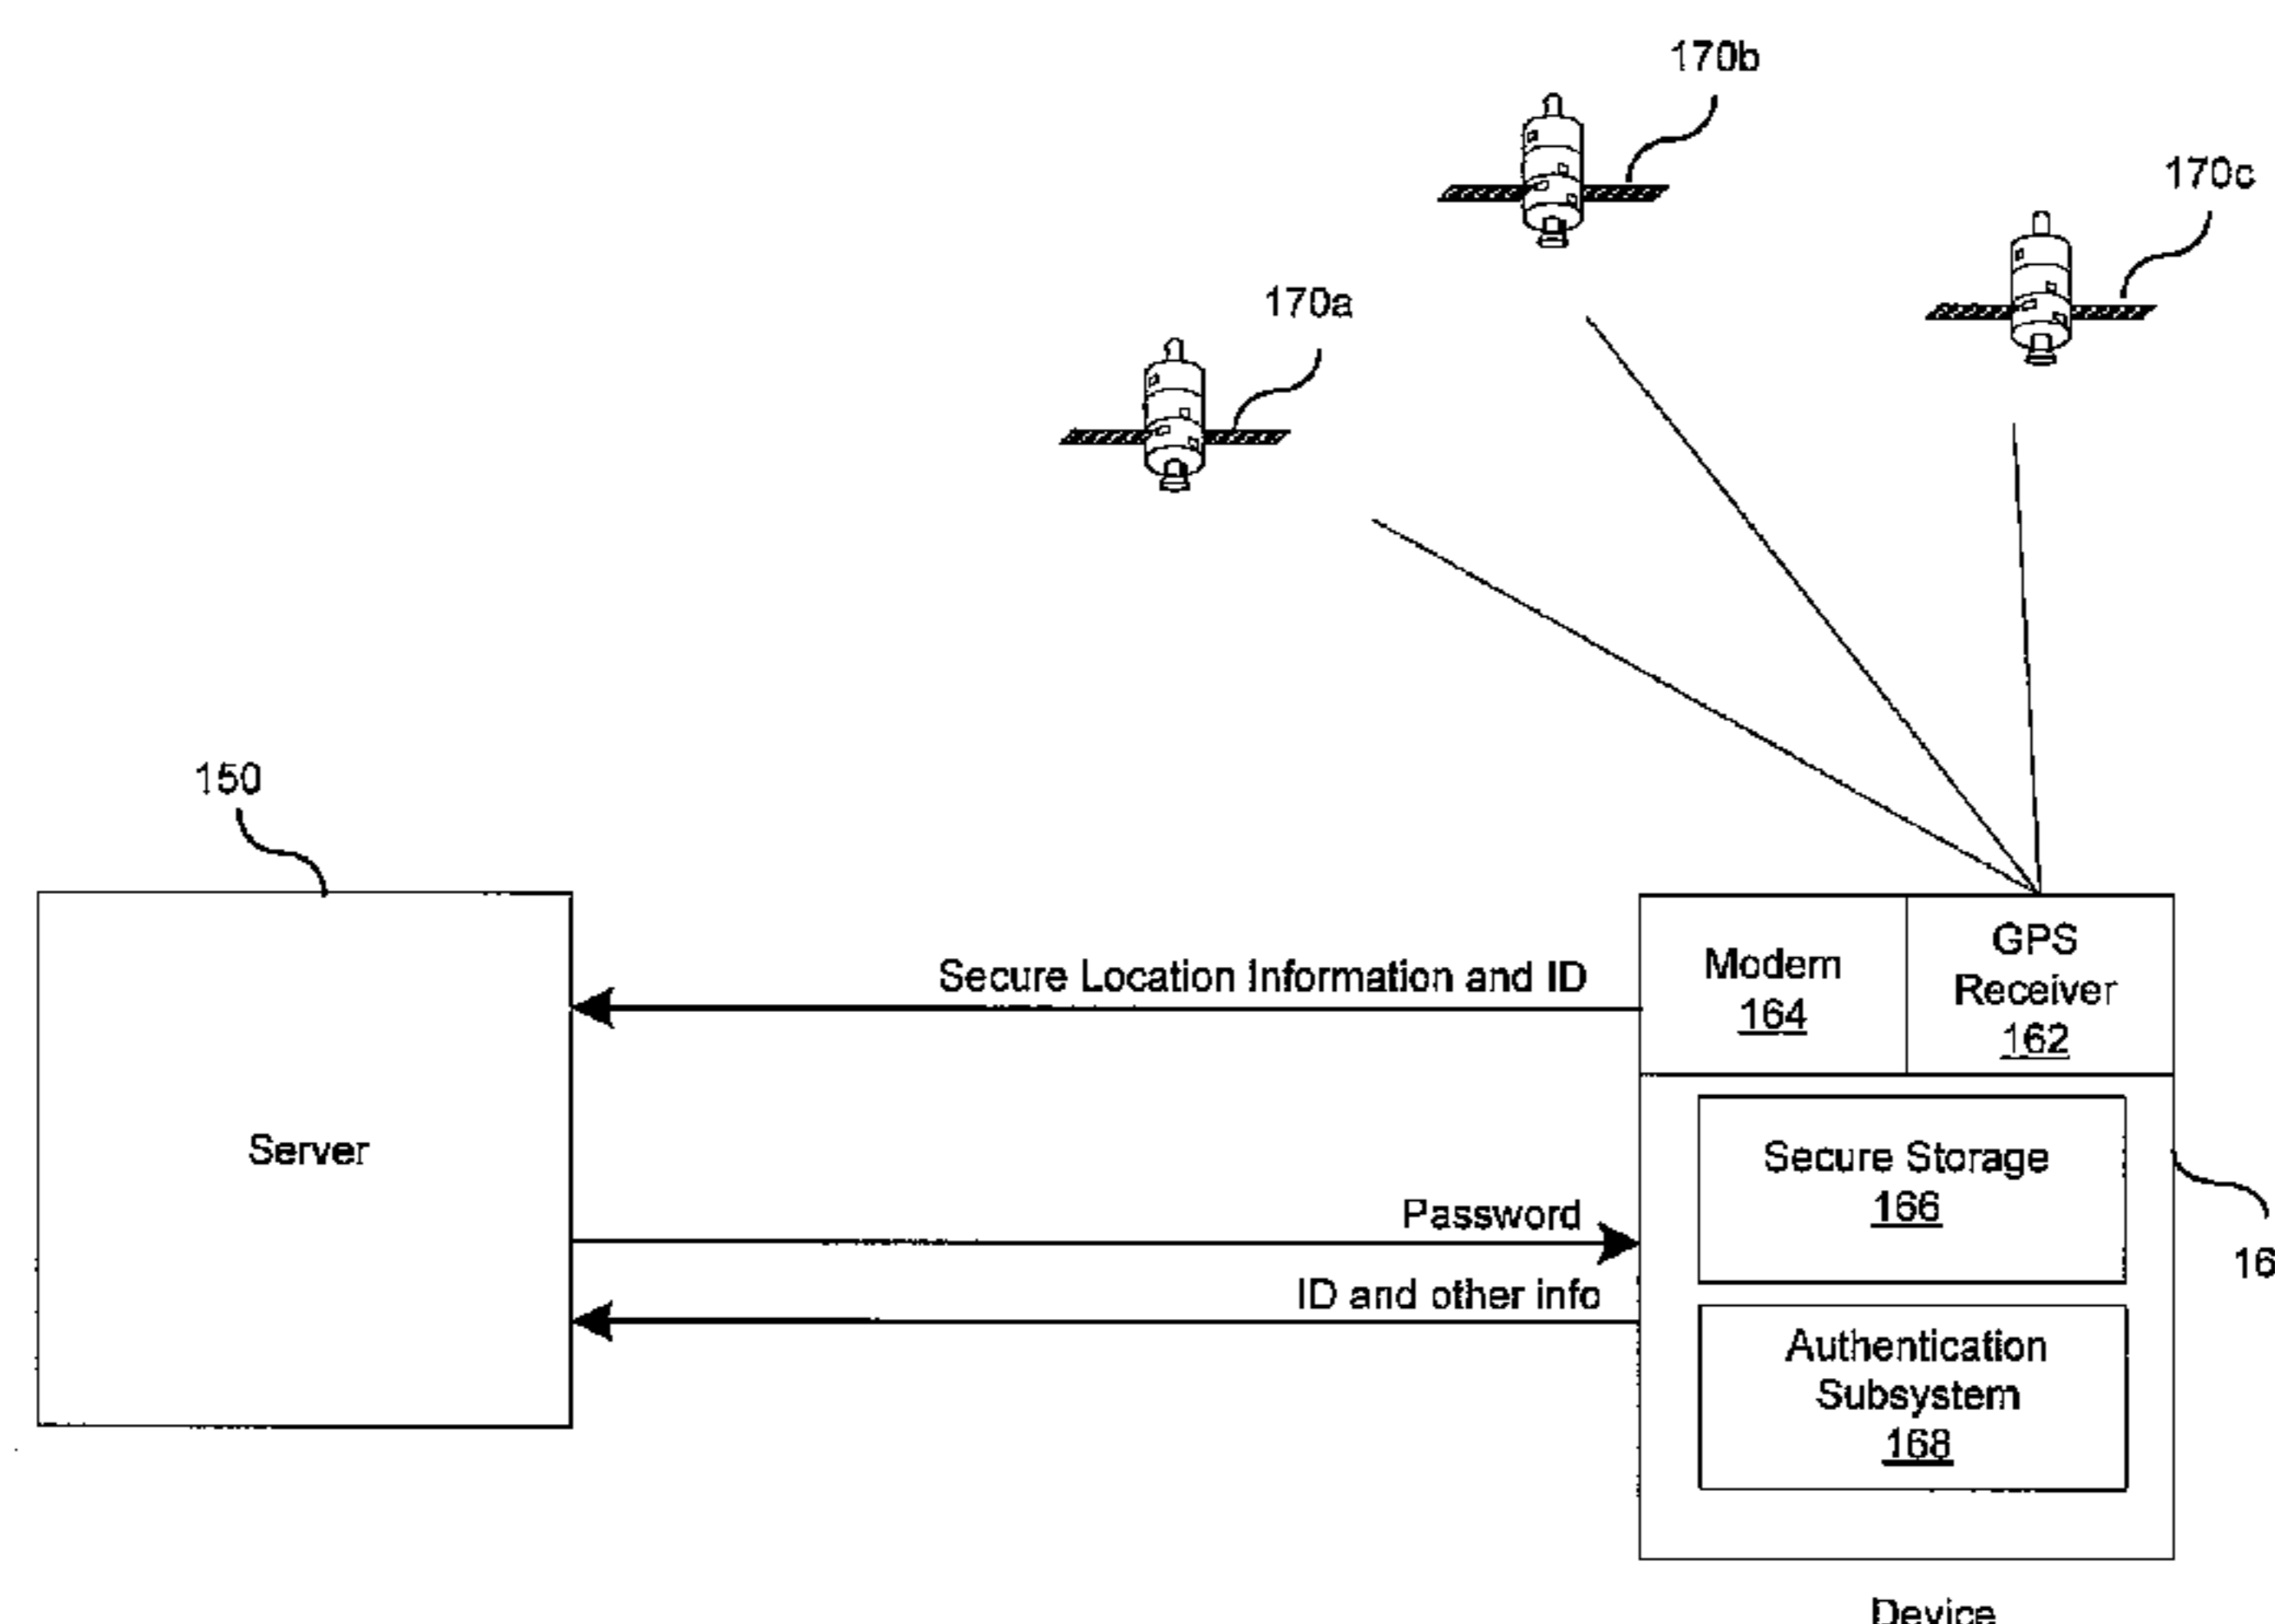 170b
170c
170a
150
Secure Location Information and ID
Modem
164
GPS
Receiver
162
Server
Secure Storage
166
Password
16
ID and other info
Authentication
Subsystem
168
Device